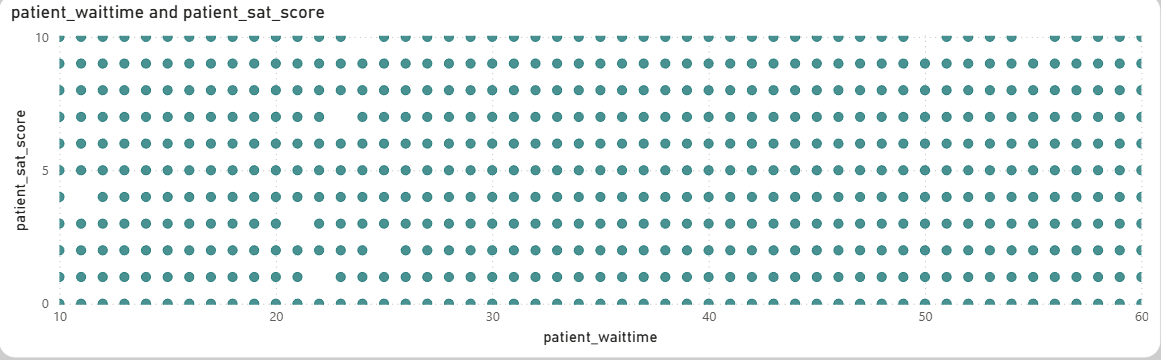 patient_waittime and patient_sat_score
10
5
0
patient_sat_score
10 20 30 40 50 60
patient_waittime